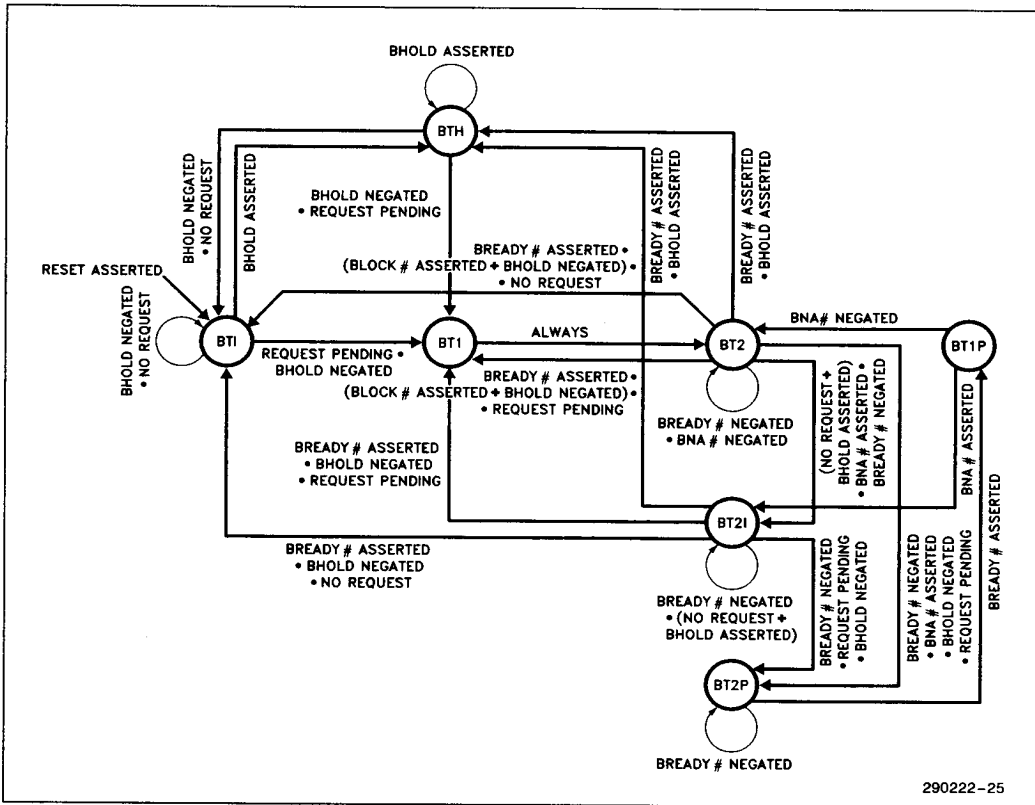 BHOLD ASSERTED
BTH
BHOLD NEGATED
• NO REQUEST
BHOLD ASSERTED
BHOLD NEGATED
• REQUEST PENDING
BREADY # ASSERTED
• BHOLD ASSERTED
BREADY # ASSERTED
• BHOLD ASSERTED
RESET ASSERTED
BREADY # ASSERTED •
(BLOCK # ASSERTED + BHOLD NEGATED) •
• NO REQUEST
BHOLD NEGATED
• NO REQUEST
BTI
REQUEST PENDING •
BHOLD NEGATED
BT1
ALWAYS
BT2
BNA# NEGATED
BT1P
BREADY # ASSERTED •
(BLOCK # ASSERTED + BHOLD NEGATED) •
• REQUEST PENDING
BREADY # NEGATED
• BNA # NEGATED
(NO REQUEST +
BHOLD ASSERTED)
• BNA # ASSERTED •
BREADY # NEGATED
BNA # ASSERTED
BREADY # ASSERTED
BREADY # ASSERTED
• BHOLD NEGATED
• REQUEST PENDING
BT2I
BREADY # ASSERTED
• BHOLD NEGATED
• NO REQUEST
BREADY # NEGATED
• (NO REQUEST +
BHOLD ASSERTED)
BREADY # NEGATED
• REQUEST PENDING
• BHOLD NEGATED
BREADY # NEGATED
• BNA # ASSERTED
• BHOLD NEGATED
• REQUEST PENDING
BT2P
BREADY # NEGATED
290222-25